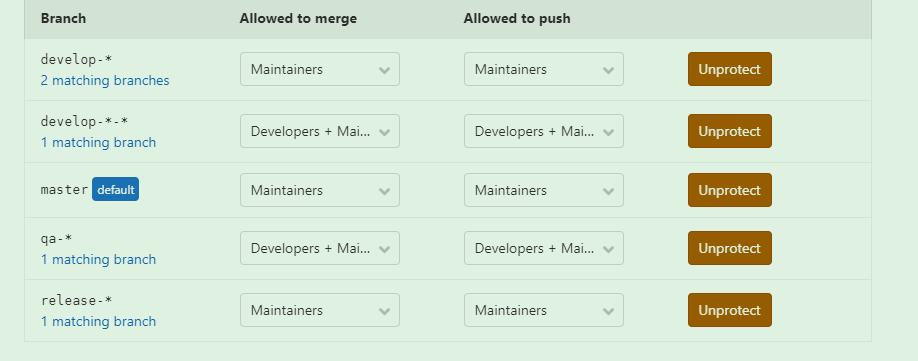 Branch Allowed to merge Allowed to push
develop-* Maintainers Maintainers Unprotect
2 matching branches
develop-*-* Developers + Mai... Developers + Mai... Unprotect
1 matching branch
master default Maintainers Maintainers Unprotect
qa-* Developers + Mai... Developers + Mai... Unprotect
1 matching branch
release-* Maintainers Maintainers Unprotect
1 matching branch